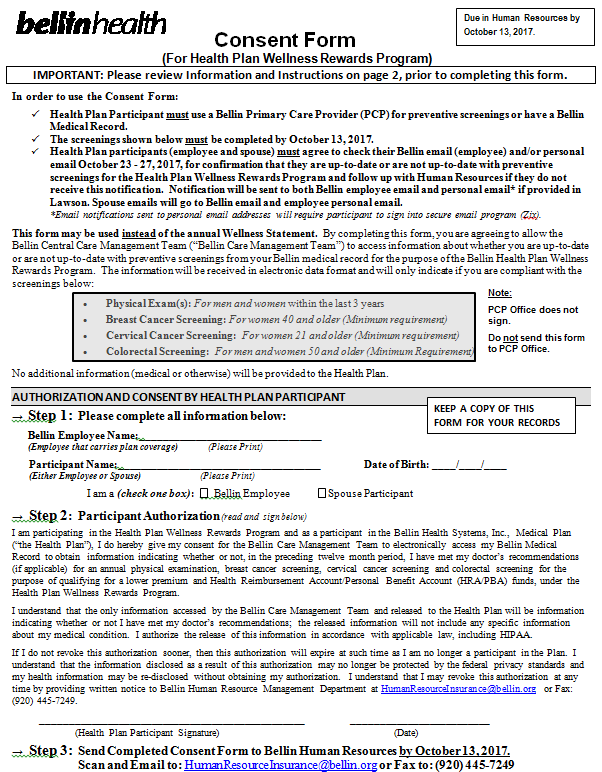 bellinhealth
Due in Human Resources by
October 13, 2017.
Consent Form
(For Health Plan Wellness Rewards Program)
IMPORTANT: Please review Information and Instructions on page 2, prior to completing this form.
In order to use the Consent Form:
✓ Health Plan Participant must use a Bellin Primary Care Provider (PCP) for preventive screenings or have a Bellin
Medical Record.
✓ The screenings shown below must be completed by October 13, 2017.
✓ Health Plan participants (employee and spouse) must agree to check their Bellin email (employee) and/or personal
email October 23 - 27, 2017, for confirmation that they are up-to-date or are not up-to-date with preventive
screenings for the Health Plan Wellness Rewards Program and follow up with Human Resources if they do not
receive this notification. Notification will be sent to both Bellin employee email and personal email* if provided in
Lawson. Spouse emails will go to Bellin email and employee personal email.
*Email notifications sent to personal email addresses will require participant to sign into secure email program (Zix).
This form may be used instead of the annual Wellness Statement. By completing this form, you are agreeing to allow the
Bellin Central Care Management Team ("Bellin Care Management Team") to access information about whether you are up-to-date
or are not up-to-date with preventive screenings from your Bellin medical record for the purpose of the Bellin Health Plan Wellness
Rewards Program. The information will be received in electronic data format and will only indicate if you are compliant with the
screenings below:
• Physical Exam(s): For men and women within the last 3 years
• Breast Cancer Screening: For women 40 and older (Minimum requirement)
• Cervical Cancer Screening: For women 21 and older (Minimum requirement)
• Colorectal Screening: For men and women 50 and older (Minimum Requirement)
Note:
PCP Office does not
sign.
Do not send this form
to PCP Office.
No additional information (medical or otherwise) will be provided to the Health Plan.
AUTHORIZATION AND CONSENT BY HEALTH PLAN PARTICIPANT
KEEP A COPY OF THIS
FORM FOR YOUR RECORDS
→ Step 1: Please complete all information below:
Bellin Employee Name:
(Employee that carries plan coverage) (Please Print)
Participant Name: Date of Birth: ____/____/____
(Either Employee or Spouse) (Please Print)
I am a (check one box): ☐ Bellin Employee ☐ Spouse Participant
→ Step 2: Participant Authorization (read and sign below)
I am participating in the Health Plan Wellness Rewards Program and as a participant in the Bellin Health Systems, Inc., Medical Plan
("the Health Plan"), I do hereby give my consent for the Bellin Care Management Team to electronically access my Bellin Medical
Record to obtain information indicating whether or not, in the preceding twelve month period, I have met my doctor's recommendations
(if applicable) for an annual physical examination, breast cancer screening, cervical cancer screening and colorectal screening for the
purpose of qualifying for a lower premium and Health Reimbursement Account/Personal Benefit Account (HRA/PBA) funds, under the
Health Plan Wellness Rewards Program.
I understand that the only information accessed by the Bellin Care Management Team and released to the Health Plan will be information
indicating whether or not I have met my doctor's recommendations; the released information will not include any specific information
about my medical condition. I authorize the release of this information in accordance with applicable law, including HIPAA.
If I do not revoke this authorization sooner, then this authorization will expire at such time as I am no longer a participant in the Plan. I
understand that the information disclosed as a result of this authorization may no longer be protected by the federal privacy standards and
my health information may be re-disclosed without obtaining my authorization. I understand that I may revoke this authorization at any
time by providing written notice to Bellin Human Resource Management Department at HumanResourceInsurance@bellin.org or Fax:
(920) 445-7249.
(Health Plan Participant Signature) (Date)
→ Step 3: Send Completed Consent Form to Bellin Human Resources by October 13, 2017.
Scan and Email to: HumanResourceInsurance@bellin.org or Fax to: (920) 445-7249